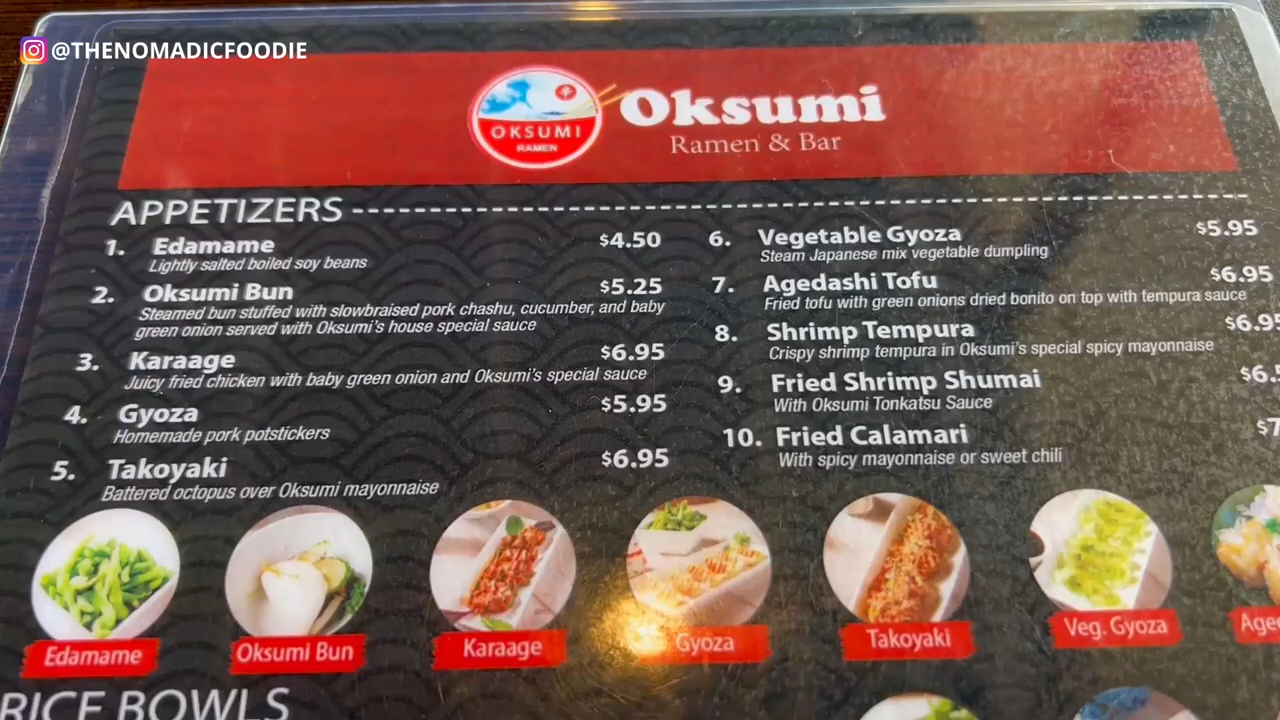 @THENOMADICFOODIE
OKSUMI
RAMEN
Oksumi
Ramen & Bar
APPETIZERS
1. Edamame $4.50
Lightly salted boiled soy beans
2. Oksumi Bun $5.25
Steamed bun stuffed with slowbraised pork chashu, cucumber, and baby
green onion served with Oksumi's house special sauce
3. Karaage $6.95
Juicy fried chicken with baby green onion and Oksumi's special sauce
4. Gyoza $5.95
Homemade pork potstickers
5. Takoyaki $6.95
Battered octopus over Oksumi mayonnaise
6. Vegetable Gyoza $5.95
Steam Japanese mix vegetable dumpling
7. Agedashi Tofu $6.95
Fried tofu with green onions dried bonito on top with tempura sauce
8. Shrimp Tempura $6.95
Crispy shrimp tempura in Oksumi's special spicy mayonnaise
9. Fried Shrimp Shumai $6.
With Oksumi Tonkatsu Sauce
10. Fried Calamari $7
With spicy mayonnaise or sweet chili
Edamame
Oksumi Bun
Karaage
Gyoza
Takoyaki
Veg. Gyoza
Aged
RICE BOWLS